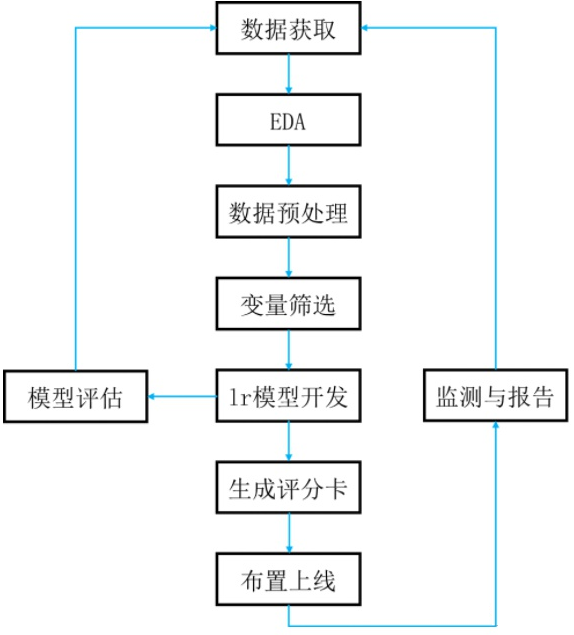 数据获取
EDA
数据预处理
变量筛选
模型评估
lr模型开发
监测与报告
生成评分卡
布置上线